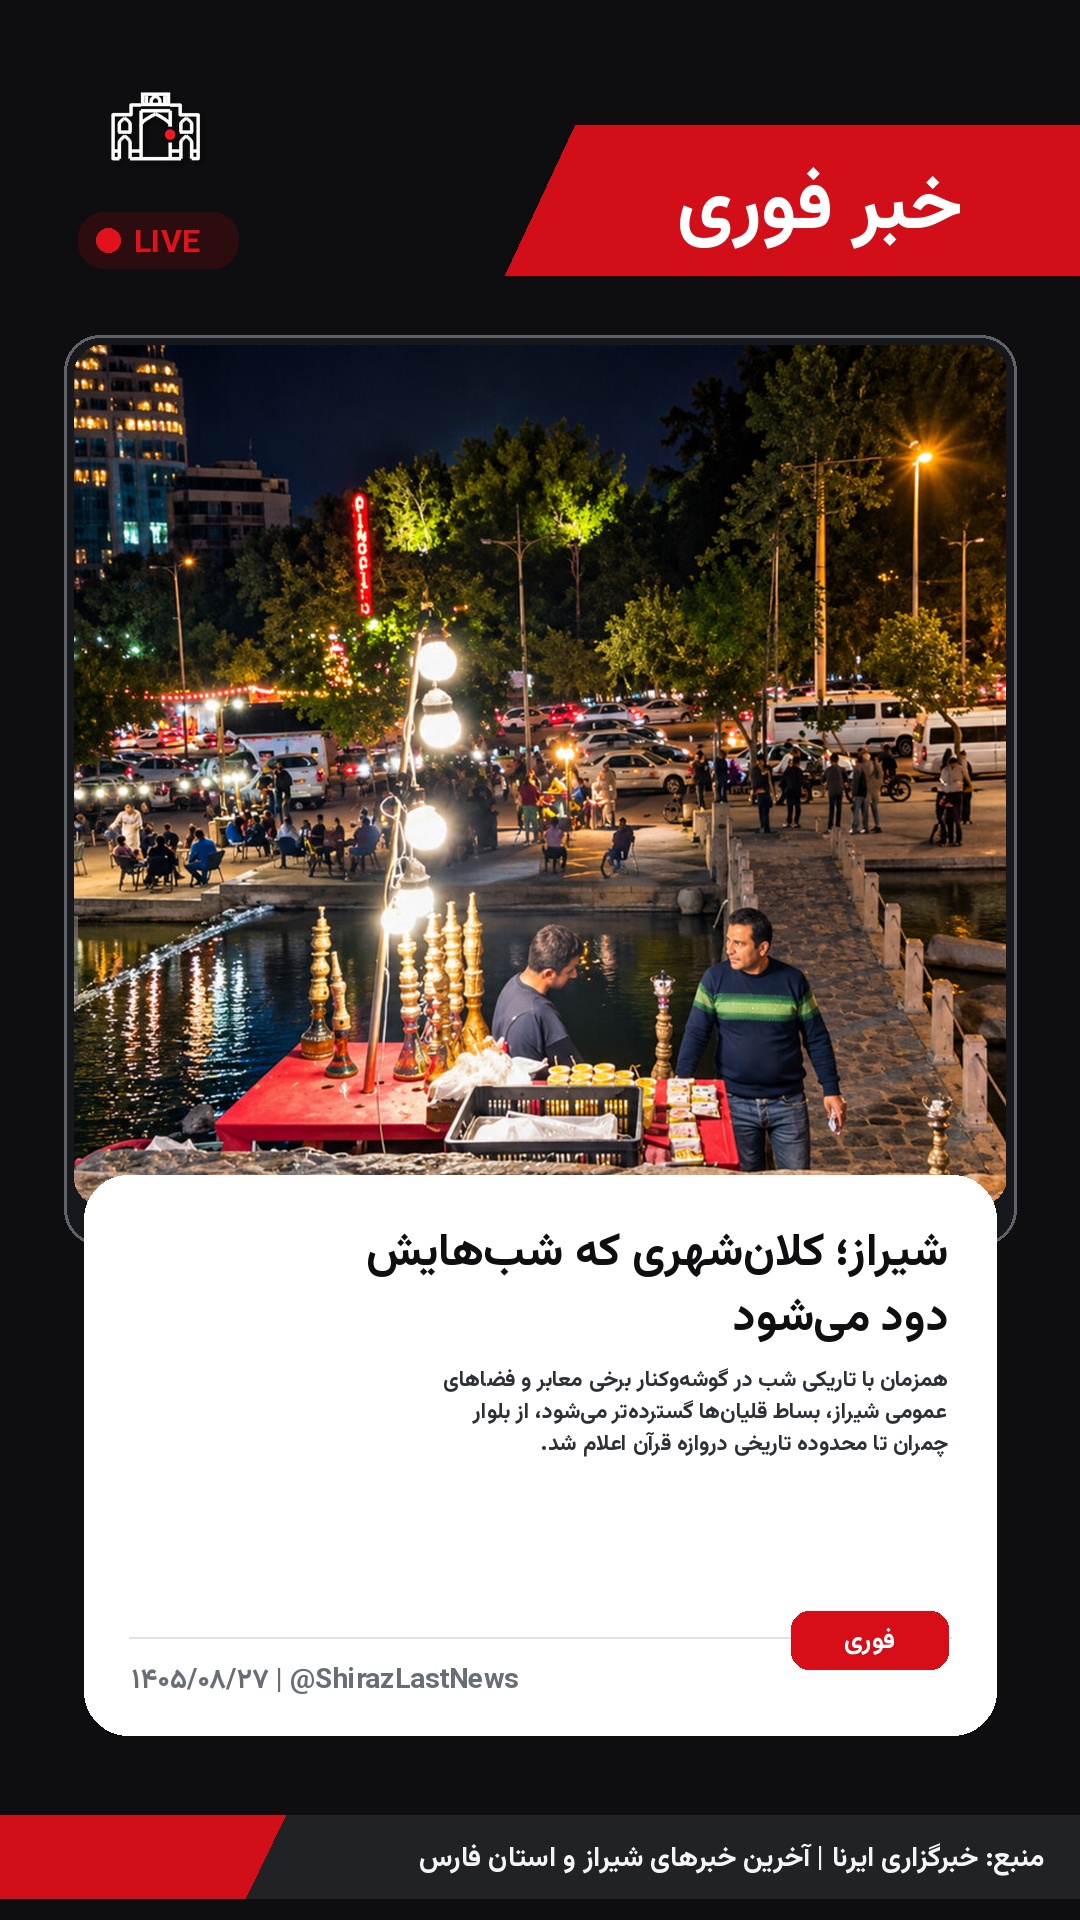 خبر فوری
LIVE
شیراز؛ کلان‌شهری که شب‌هایش
دود می‌شود
همزمان با تاریکی شب در گوشه‌وکنار برخی معابر و فضاهای
عمومی شیراز، بساط قلیان‌ها گسترده‌تر می‌شود، از بلوار
چمران تا محدوده تاریخی دروازه قرآن اعلام شد.
فوری
۱۴۰۵/۰۸/۲۷ | @ShirazLastNews
منبع: خبرگزاری ایرنا | آخرین خبرهای شیراز و استان فارس